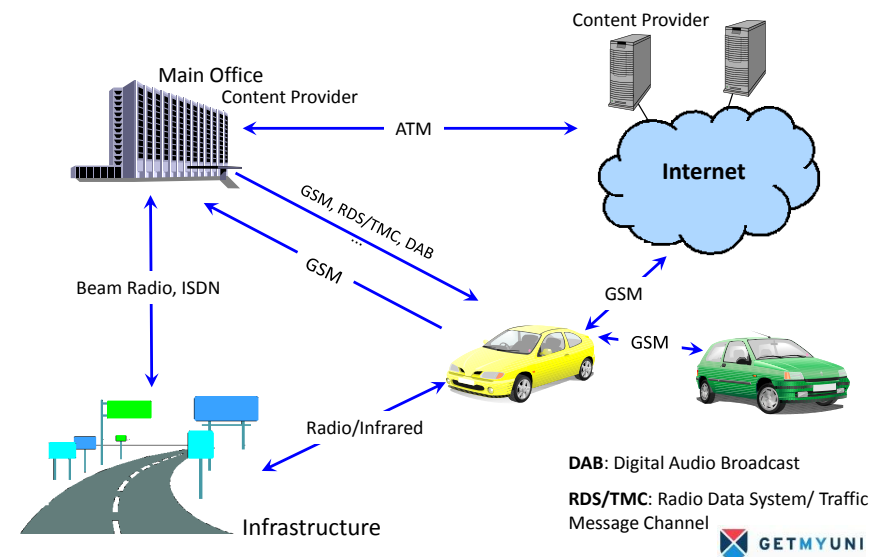 Content Provider
Main Office
Content Provider
ATM
Internet
GSM, RDS/TMC, DAB
...
GSM
Beam Radio, ISDN
GSM
GSM
Radio/Infrared
DAB: Digital Audio Broadcast
RDS/TMC: Radio Data System/ Traffic
Message Channel
Infrastructure
GETMYUNI